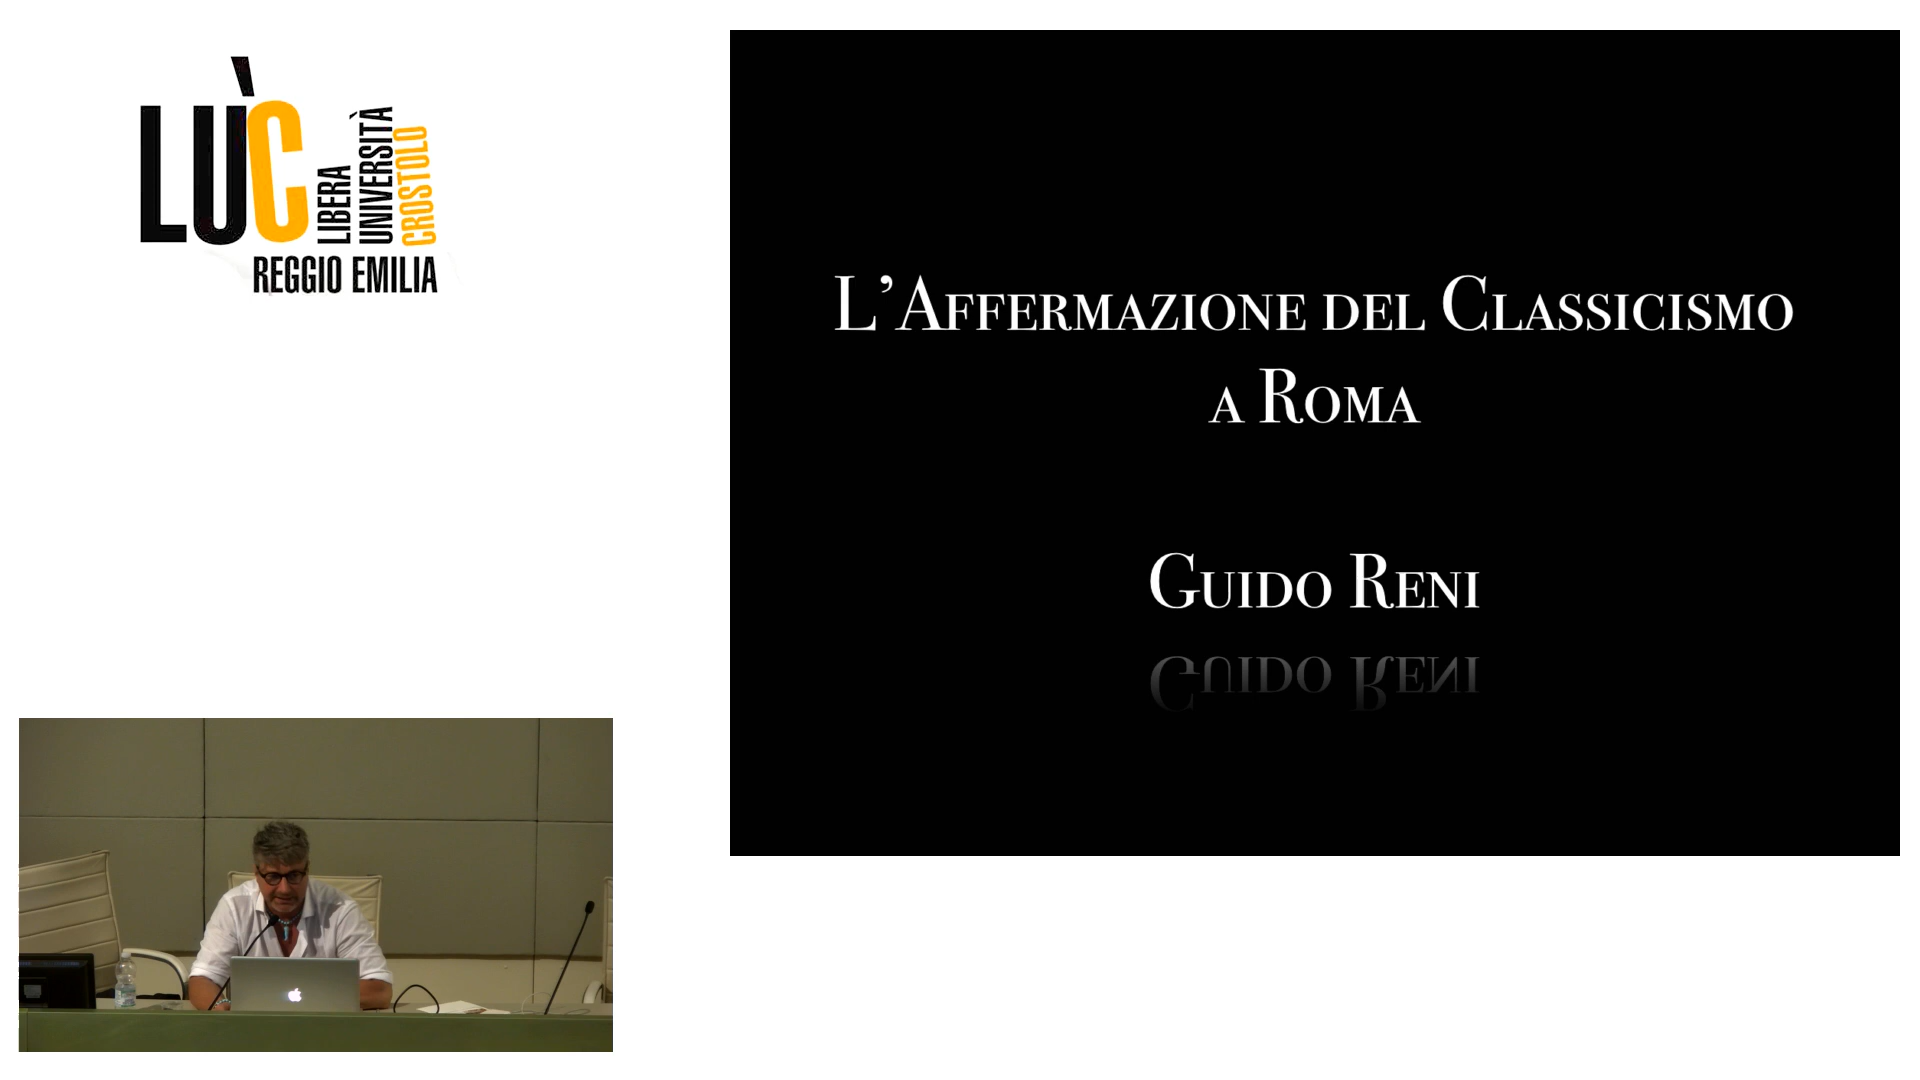 LÙC
LIBERA
UNIVERSITÀ
CROSTOLO
REGGIO EMILIA
L’Affermazione del Classicismo
a Roma
Guido Reni